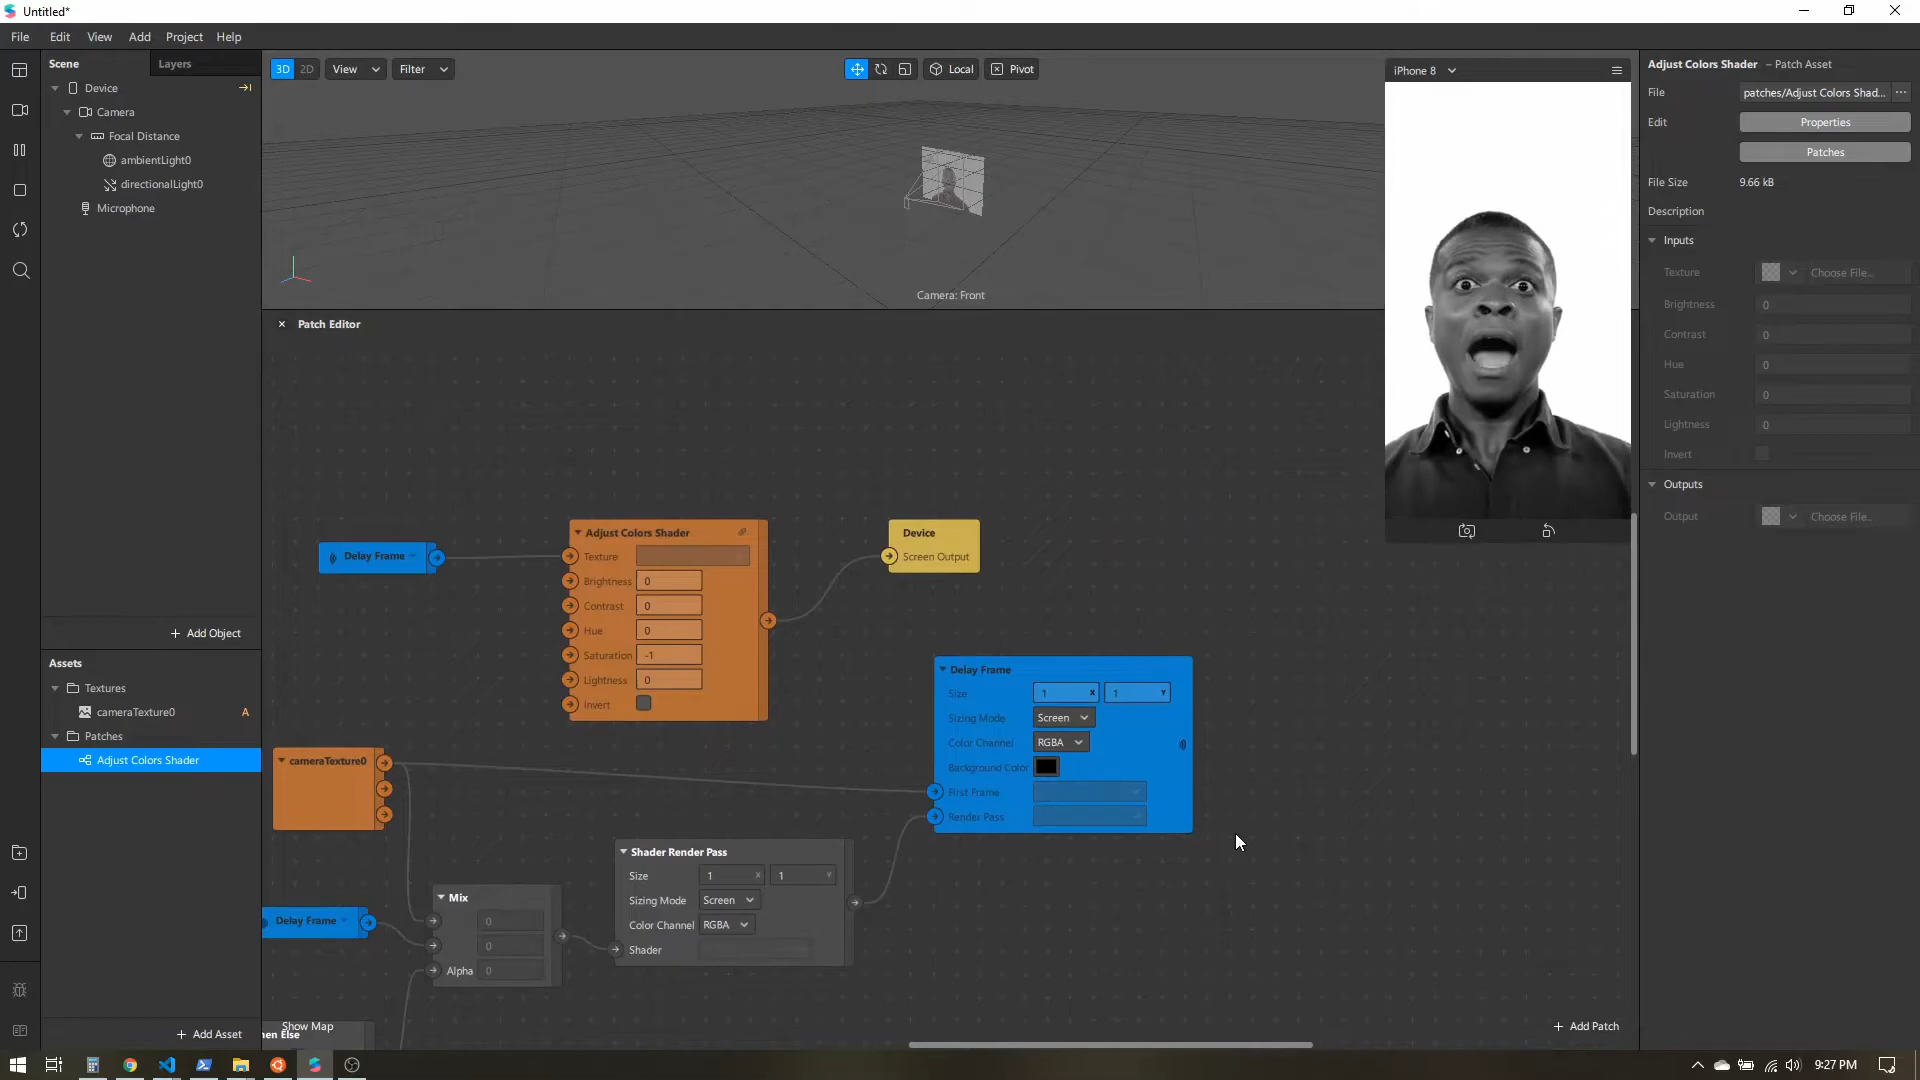 Untitled*
File Edit View Add Project Help
Scene Layers
Device
Camera
Focal Distance
ambientLight0
directionalLight0
Microphone
+ Add Object
Assets
Textures
cameraTexture0 A
Patches
Adjust Colors Shader
+ Add Asset
3D 2D View Filter Local Pivot
Camera: Front
iPhone 8
× Patch Editor
Delay Frame
Adjust Colors Shader
Texture
Brightness 0
Contrast 0
Hue 0
Saturation -1
Lightness 0
Invert
Device
Screen Output
cameraTexture0
Delay Frame
Size 1 X 1 Y
Sizing Mode Screen
Color Channel RGBA
Background Color
First Frame
Render Pass
Shader Render Pass
Size 1 X 1 Y
Sizing Mode Screen
Color Channel RGBA
Shader
Delay Frame
Mix
0
0
Alpha 0
Show Map
hen Else
+ Add Patch
Adjust Colors Shader – Patch Asset
File patches/Adjust Colors Shad... ...
Edit Properties
Patches
File Size 9.66 kB
Description
Inputs
Texture Choose File...
Brightness 0
Contrast 0
Hue 0
Saturation 0
Lightness 0
Invert
Outputs
Output Choose File...
9:27 PM